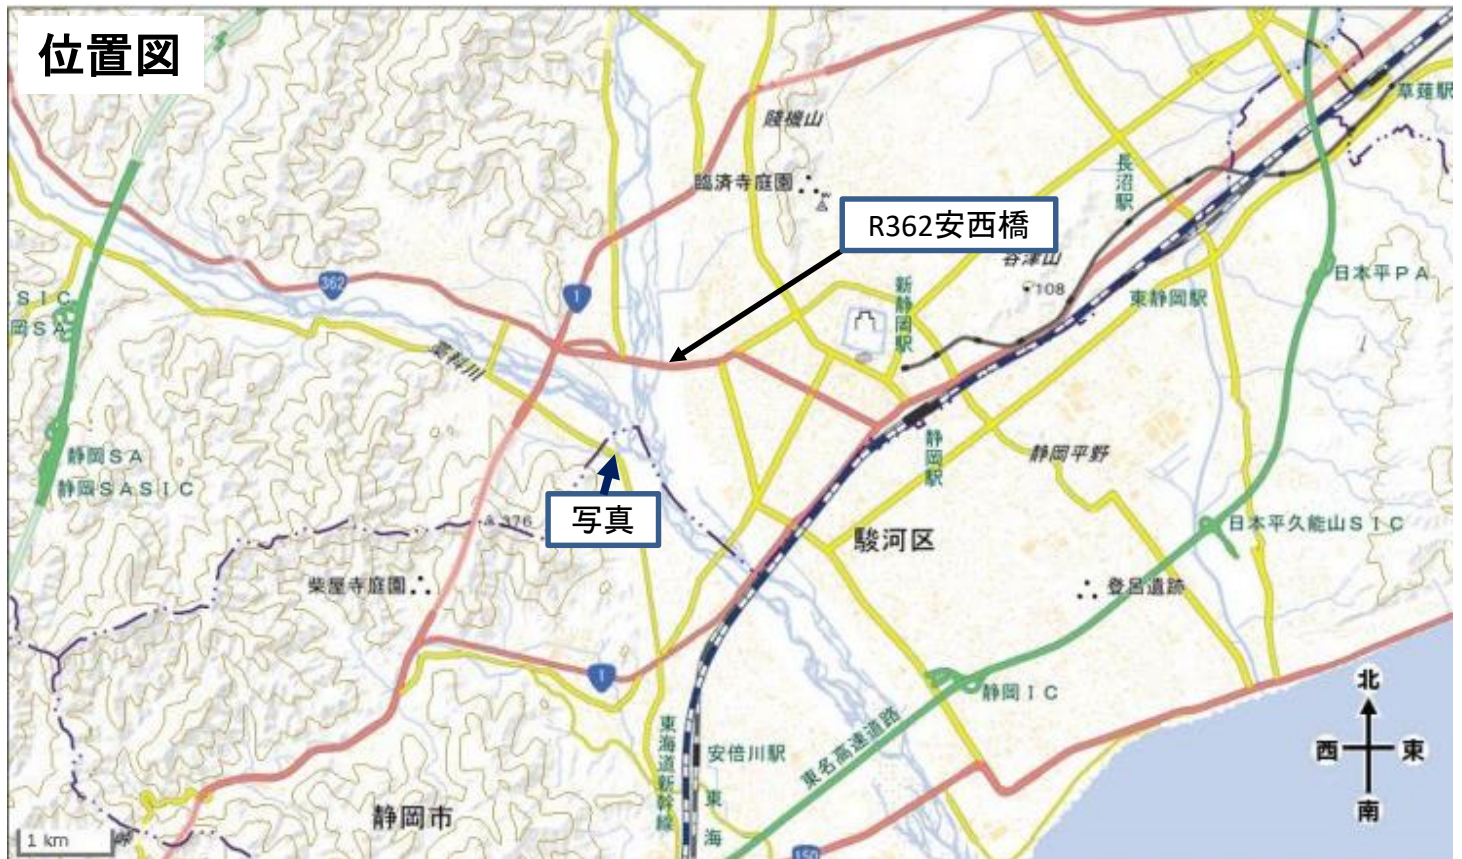 位置図
草薙駅
賤機山
長沼駅
臨済寺庭園
R362安西橋
谷津山
日本平PA
362
1
新静岡駅
108
東静岡駅
SIC
岡SA
藁科川
静岡SA
静岡SASIC
静岡駅
静岡平野
写真
376
駿河区
日本平久能山SIC
柴屋寺庭園
登呂遺跡
1
静岡IC
北
西
東
南
東海道新幹線
安倍川駅
東名高速道路
東海
静岡市
1 km
150